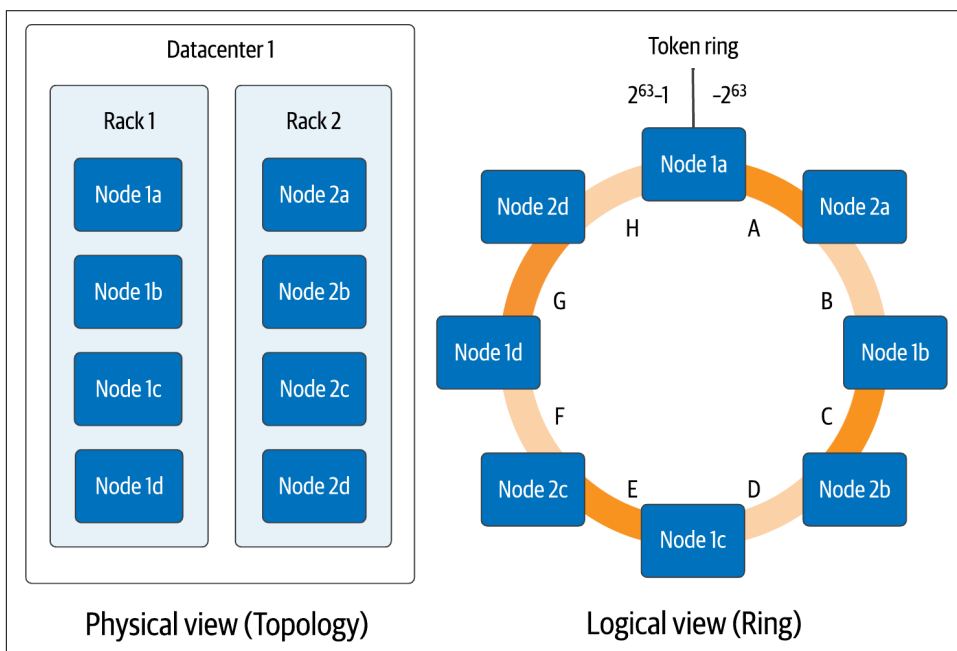 Datacenter 1
Rack 1
Node 1a
Node 1b
Node 1c
Node 1d
Rack 2
Node 2a
Node 2b
Node 2c
Node 2d
Physical view (Topology)
Token ring
2⁶³–1
–2⁶³
Node 1a
Node 2a
Node 1b
Node 2b
Node 1c
Node 2c
Node 1d
Node 2d
A
B
C
D
E
F
G
H
Logical view (Ring)